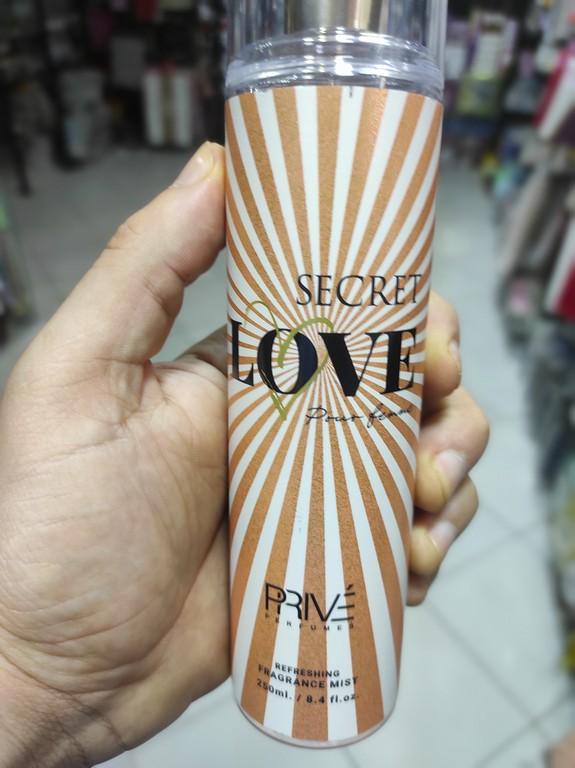 SECRET
LOVE
Pour femme
PRIVÉ
PERFUMES
REFRESHING
FRAGRANCE MIST
250ml. / 8.4 fl.oz.